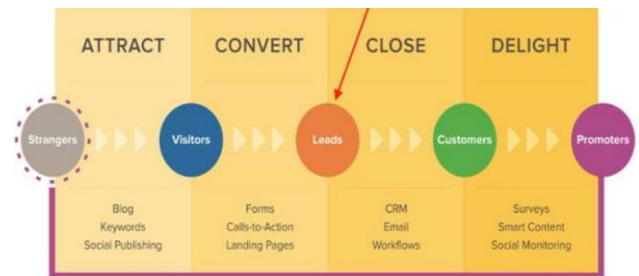 ATTRACT CONVERT CLOSE DELIGHT
Strangers Visitors Leads Customers Promoters
Blog Forms CRM Surveys
Keywords Calls-to-Action Email Smart Content
Social Publishing Landing Pages Workflows Social Monitoring